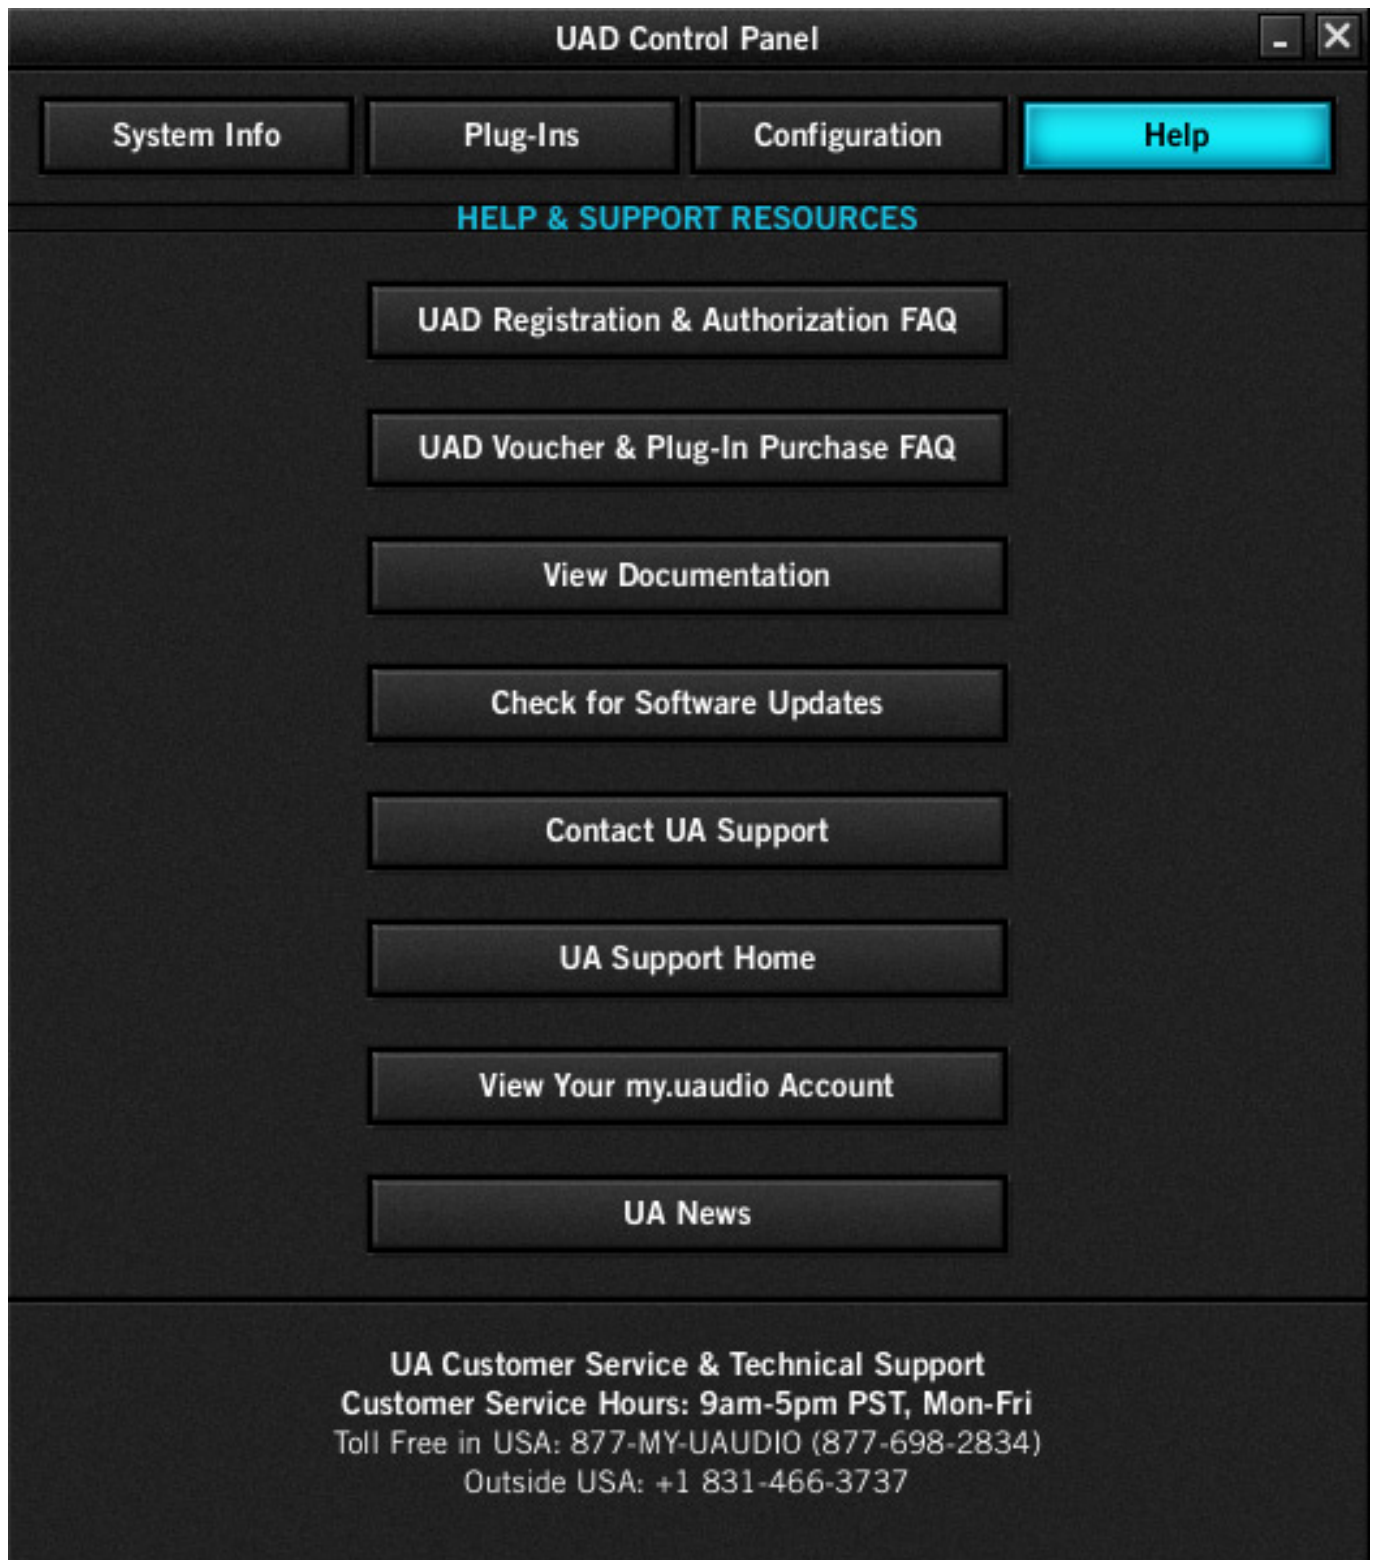 UAD Control Panel
System Info
Plug-Ins
Configuration
Help
HELP & SUPPORT RESOURCES
UAD Registration & Authorization FAQ
UAD Voucher & Plug-In Purchase FAQ
View Documentation
Check for Software Updates
Contact UA Support
UA Support Home
View Your my.uaudio Account
UA News
UA Customer Service & Technical Support
Customer Service Hours: 9am-5pm PST, Mon-Fri
Toll Free in USA: 877-MY-UAUDIO (877-698-2834)
Outside USA: +1 831-466-3737